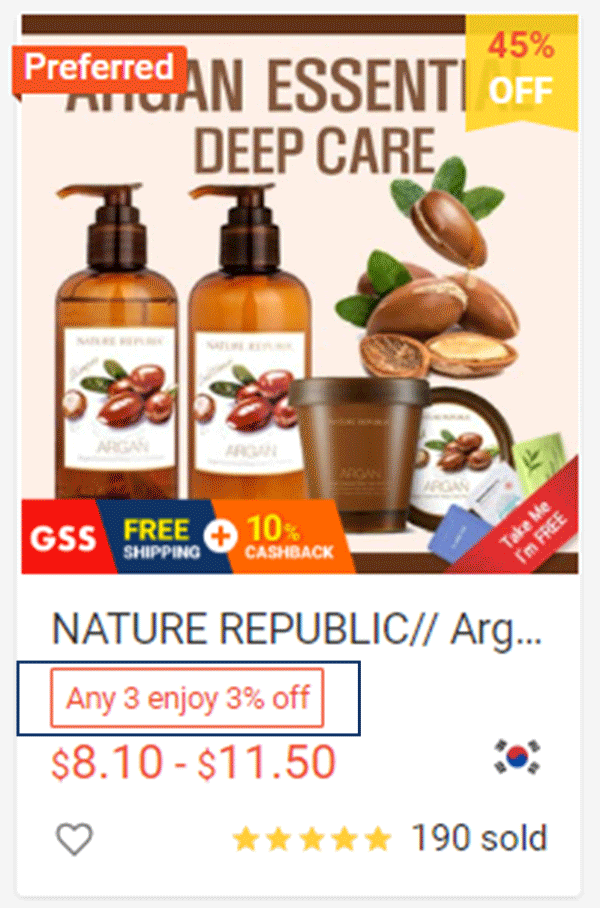 Preferred
45%
OFF
ARGAN ESSENTI
DEEP CARE
NATURE REPUBLIC
ARGAN
NATURE REPUBLIC
ARGAN
NATURE REPUBLIC
ARGAN
NATURE REPUBLIC
ARGAN
Take Me
I'm FREE
GSS
FREE
SHIPPING
+
10%
CASHBACK
NATURE REPUBLIC// Arg...
Any 3 enjoy 3% off
$8.10 - $11.50
190 sold